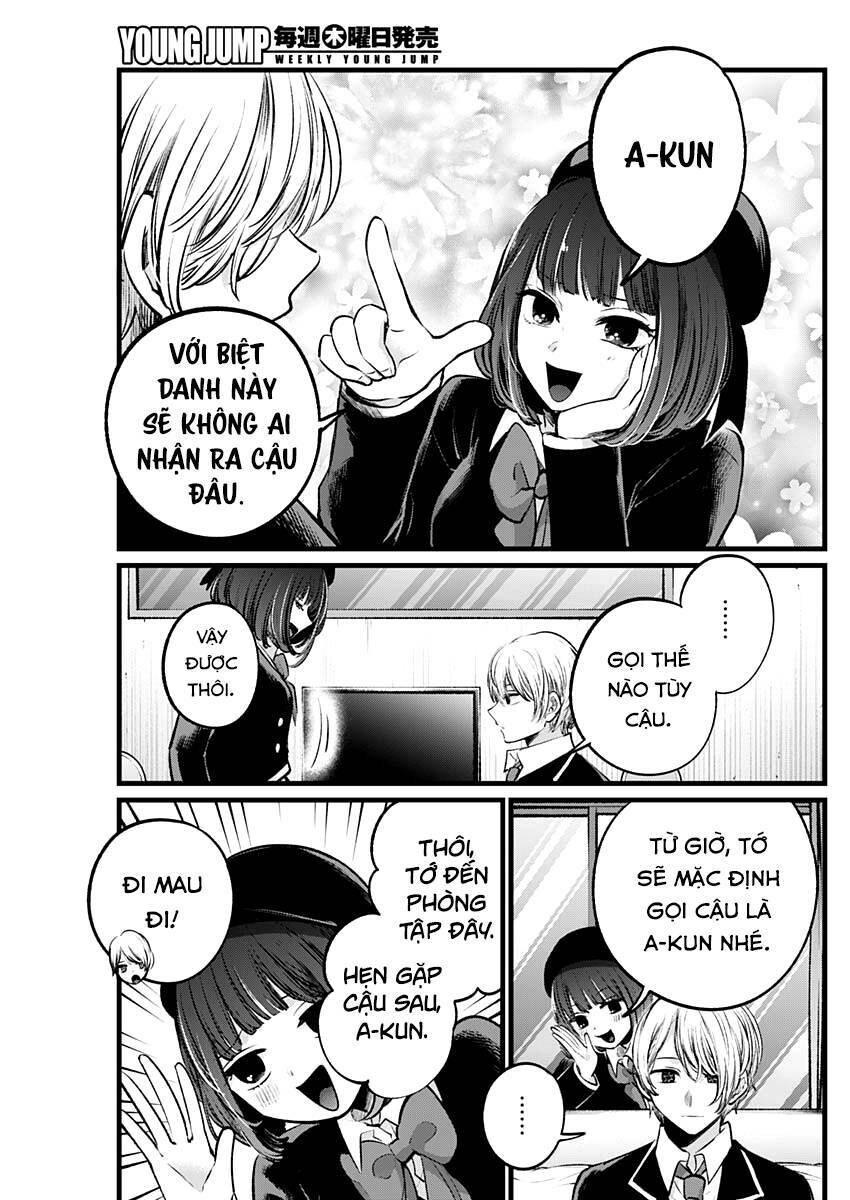 YOUNG JUMP 毎週木曜日発売
WEEKLY YOUNG JUMP
A-KUN
VỚI BIỆT
DANH NÀY
SẼ KHÔNG AI
NHẬN RA CẬU
ĐÂU.
......
GỌI THẾ
NÀO TÙY
CẬU.
VẬY
ĐƯỢC
THÔI.
TỪ GIỜ, TỚ
SẼ MẶC ĐỊNH
GỌI CẬU LÀ
A-KUN NHÉ.
......
THÔI,
TỚ ĐẾN
PHÒNG
TẬP ĐÂY.
HẸN GẶP
CẬU SAU,
A-KUN.
ĐI MAU
ĐI!